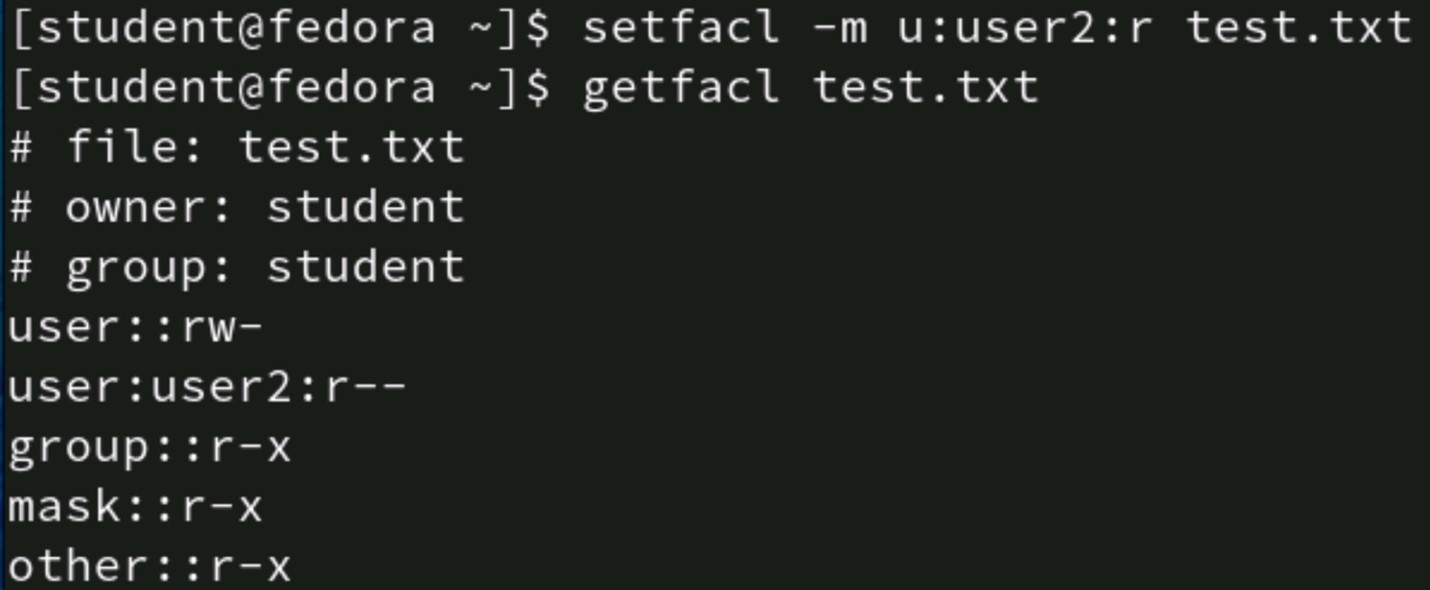 [student@fedora ~]$ setfacl -m u:user2:r test.txt
[student@fedora ~]$ getfacl test.txt
# file: test.txt
# owner: student
# group: student
user::rw-
user:user2:r--
group::r-x
mask::r-x
other::r-x